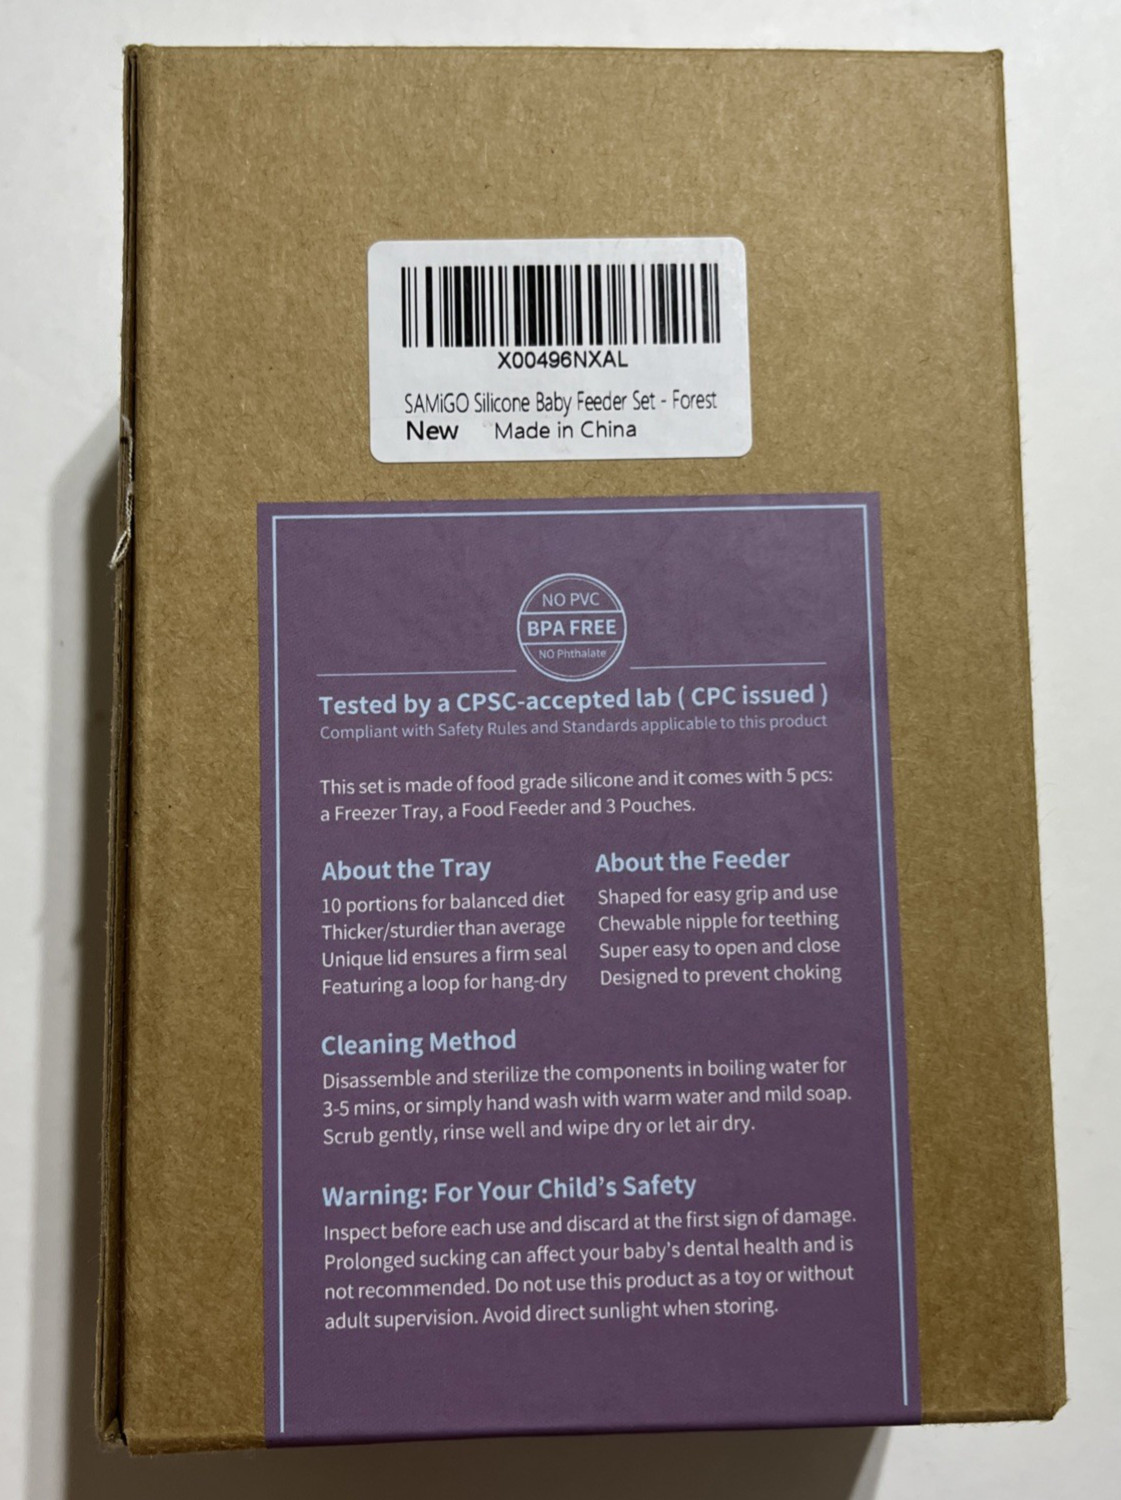 X00496NXAL
SAMiGO Silicone Baby Feeder Set - Forest
New Made in China
NO PVC
BPA FREE
NO Phthalate
Tested by a CPSC-accepted lab ( CPC issued )
Compliant with Safety Rules and Standards applicable to this product
This set is made of food grade silicone and it comes with 5 pcs:
a Freezer Tray, a Food Feeder and 3 Pouches.
About the Tray
10 portions for balanced diet
Thicker/sturdier than average
Unique lid ensures a firm seal
Featuring a loop for hang-dry
About the Feeder
Shaped for easy grip and use
Chewable nipple for teething
Super easy to open and close
Designed to prevent choking
Cleaning Method
Disassemble and sterilize the components in boiling water for
3-5 mins, or simply hand wash with warm water and mild soap.
Scrub gently, rinse well and wipe dry or let air dry.
Warning: For Your Child's Safety
Inspect before each use and discard at the first sign of damage.
Prolonged sucking can affect your baby's dental health and is
not recommended. Do not use this product as a toy or without
adult supervision. Avoid direct sunlight when storing.